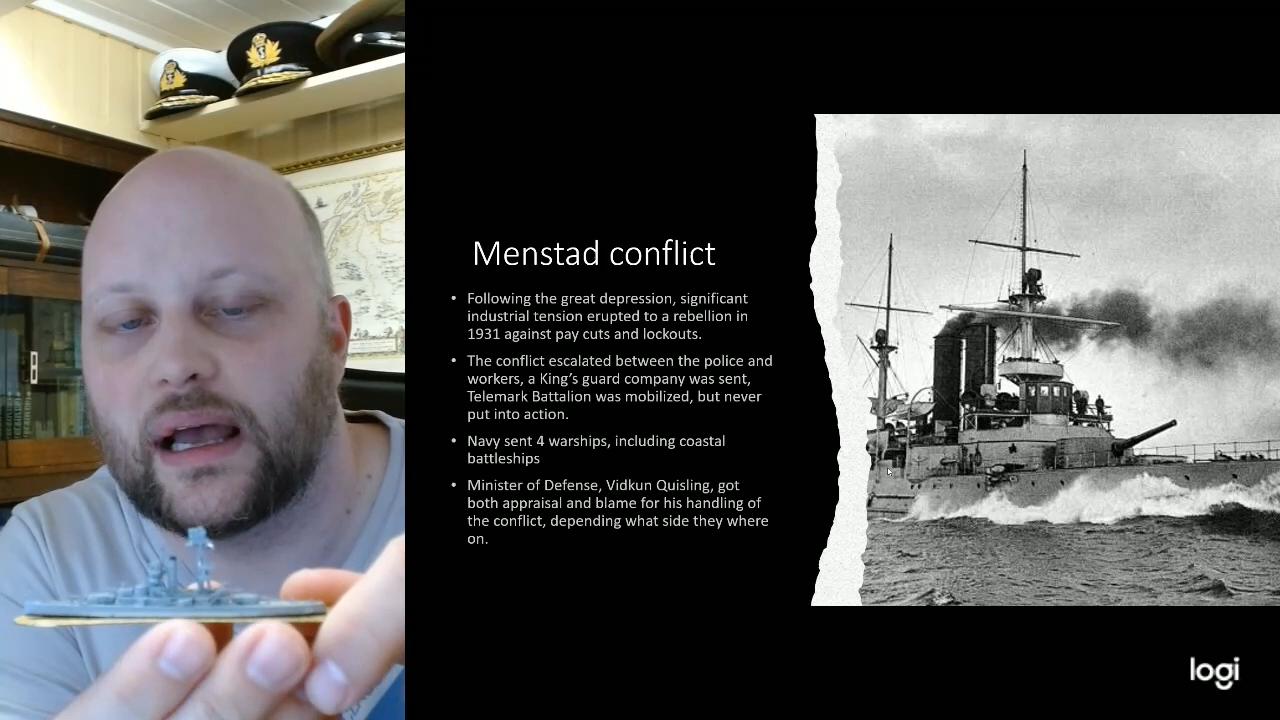 Menstad conflict
• Following the great depression, significant
industrial tension erupted to a rebellion in
1931 against pay cuts and lockouts.
• The conflict escalated between the police and
workers, a King's guard company was sent,
Telemark Battalion was mobilized, but never
put into action.
• Navy sent 4 warships, including coastal
battleships
• Minister of Defense, Vidkun Quisling, got
both appraisal and blame for his handling of
the conflict, depending what side they where
on.
logi